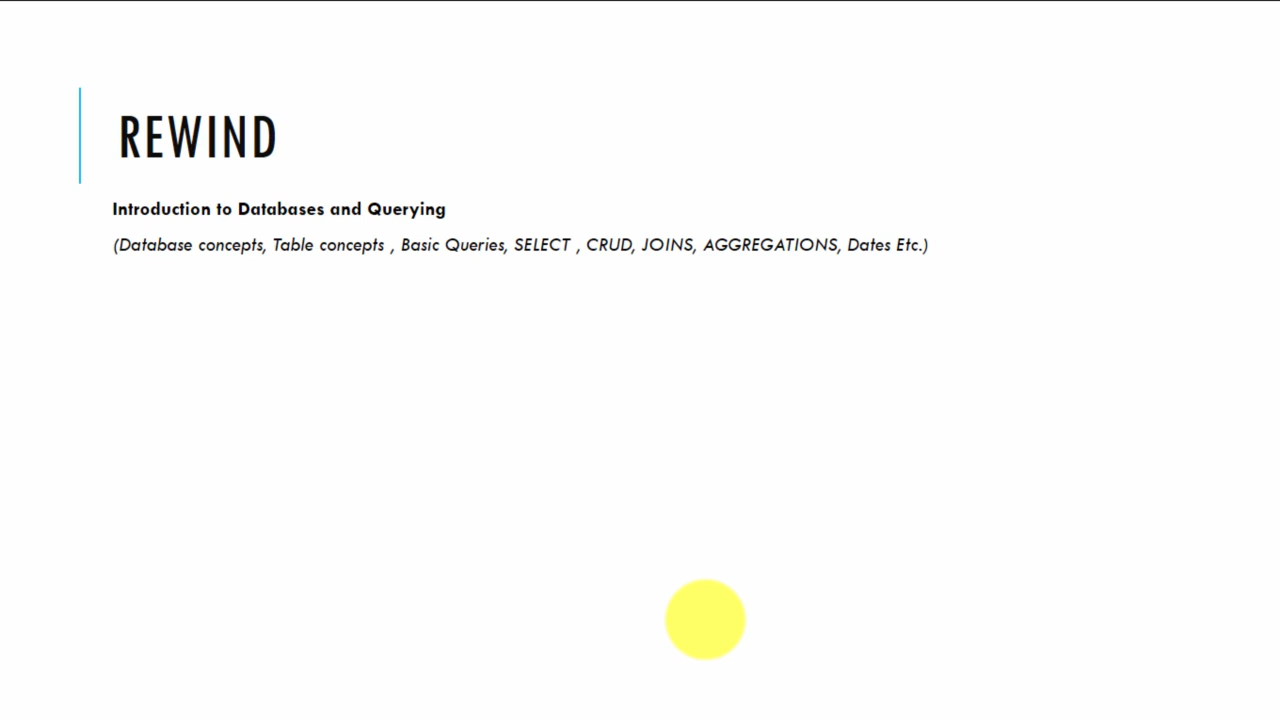 REWIND
Introduction to Databases and Querying
(Database concepts, Table concepts , Basic Queries, SELECT , CRUD, JOINS, AGGREGATIONS, Dates Etc.)